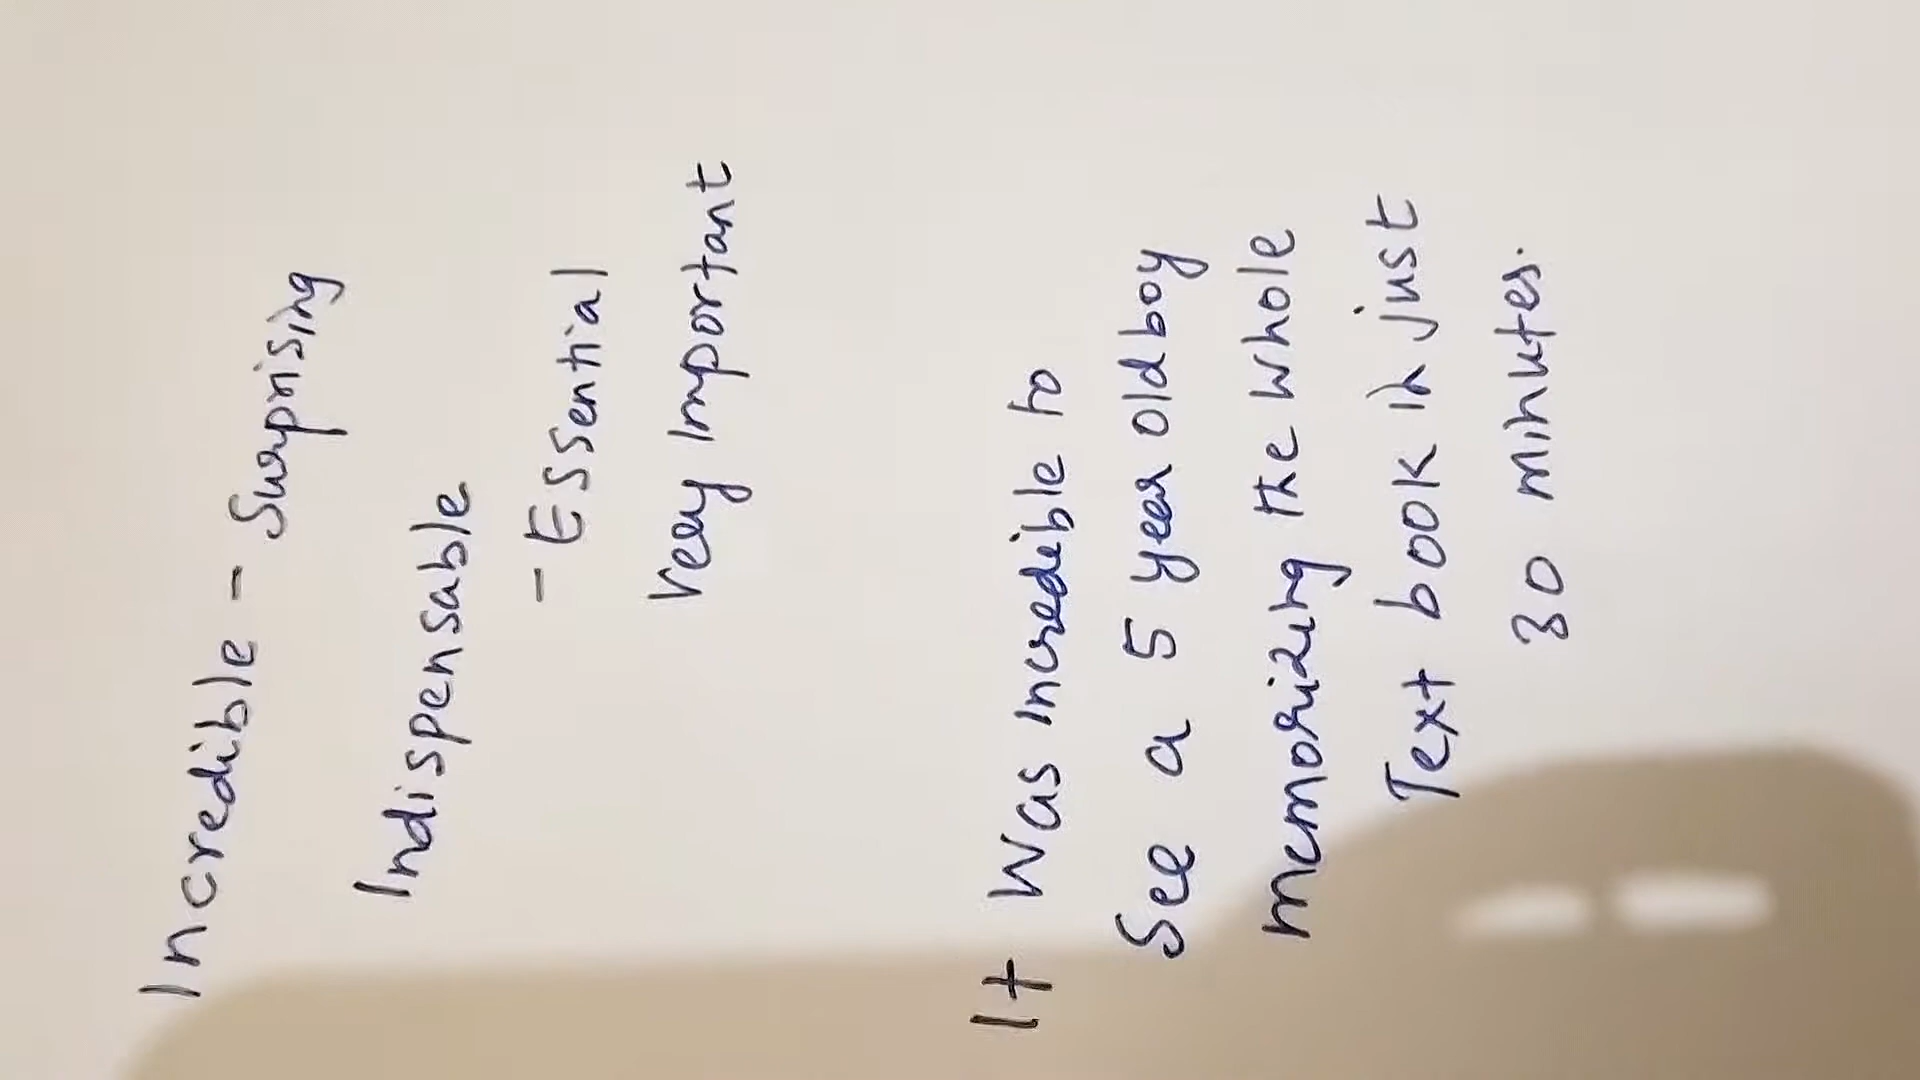 Incredible - Surprising
Indispensable
- Essential
Very Important
It was incredible to
See a 5 year old boy
memorizing the whole
Text book in just
30 minutes.